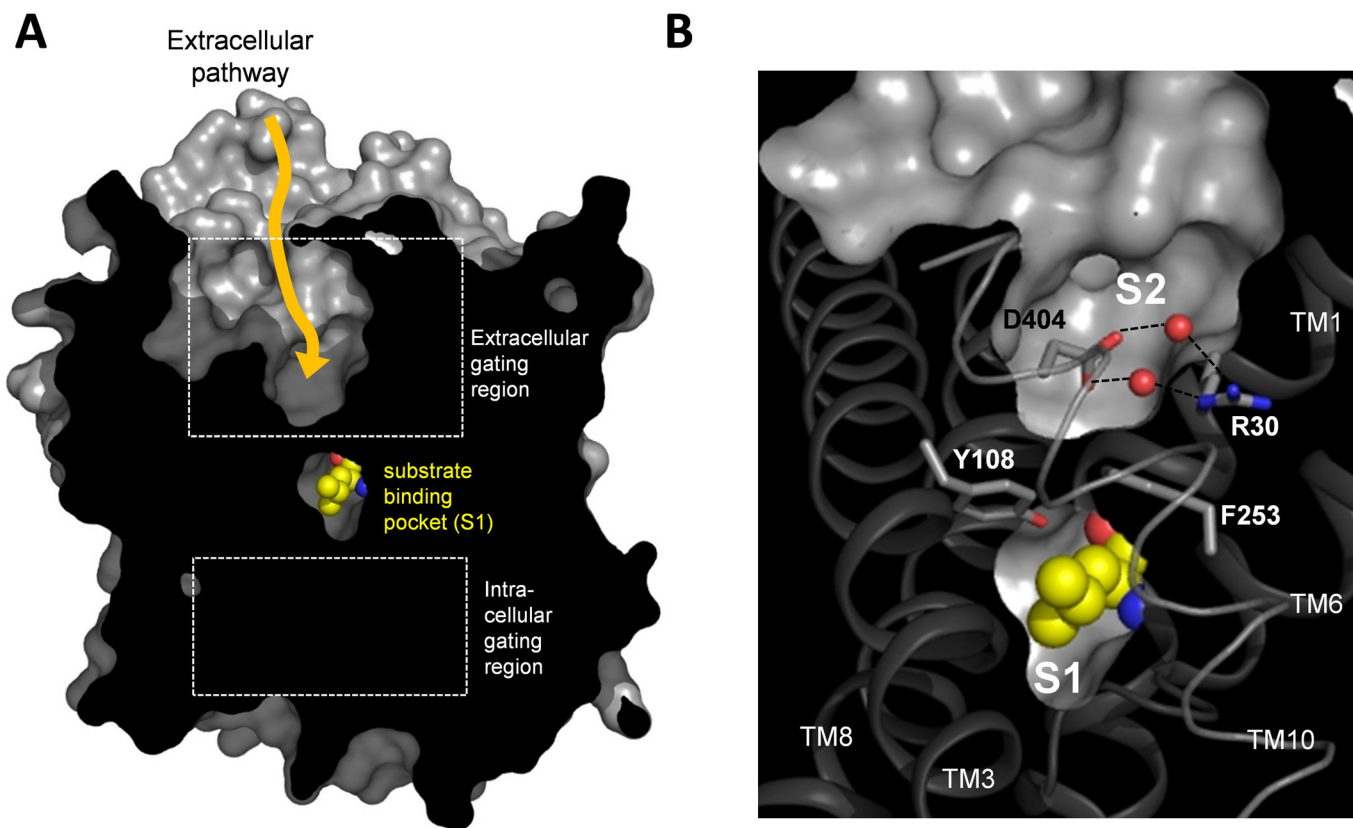 A
Extracellular
pathway
Extracellular
gating
region
substrate
binding
pocket (S1)
Intra-
cellular
gating
region
B
S2
D404
TM1
R30
Y108
F253
TM6
S1
TM8
TM10
TM3